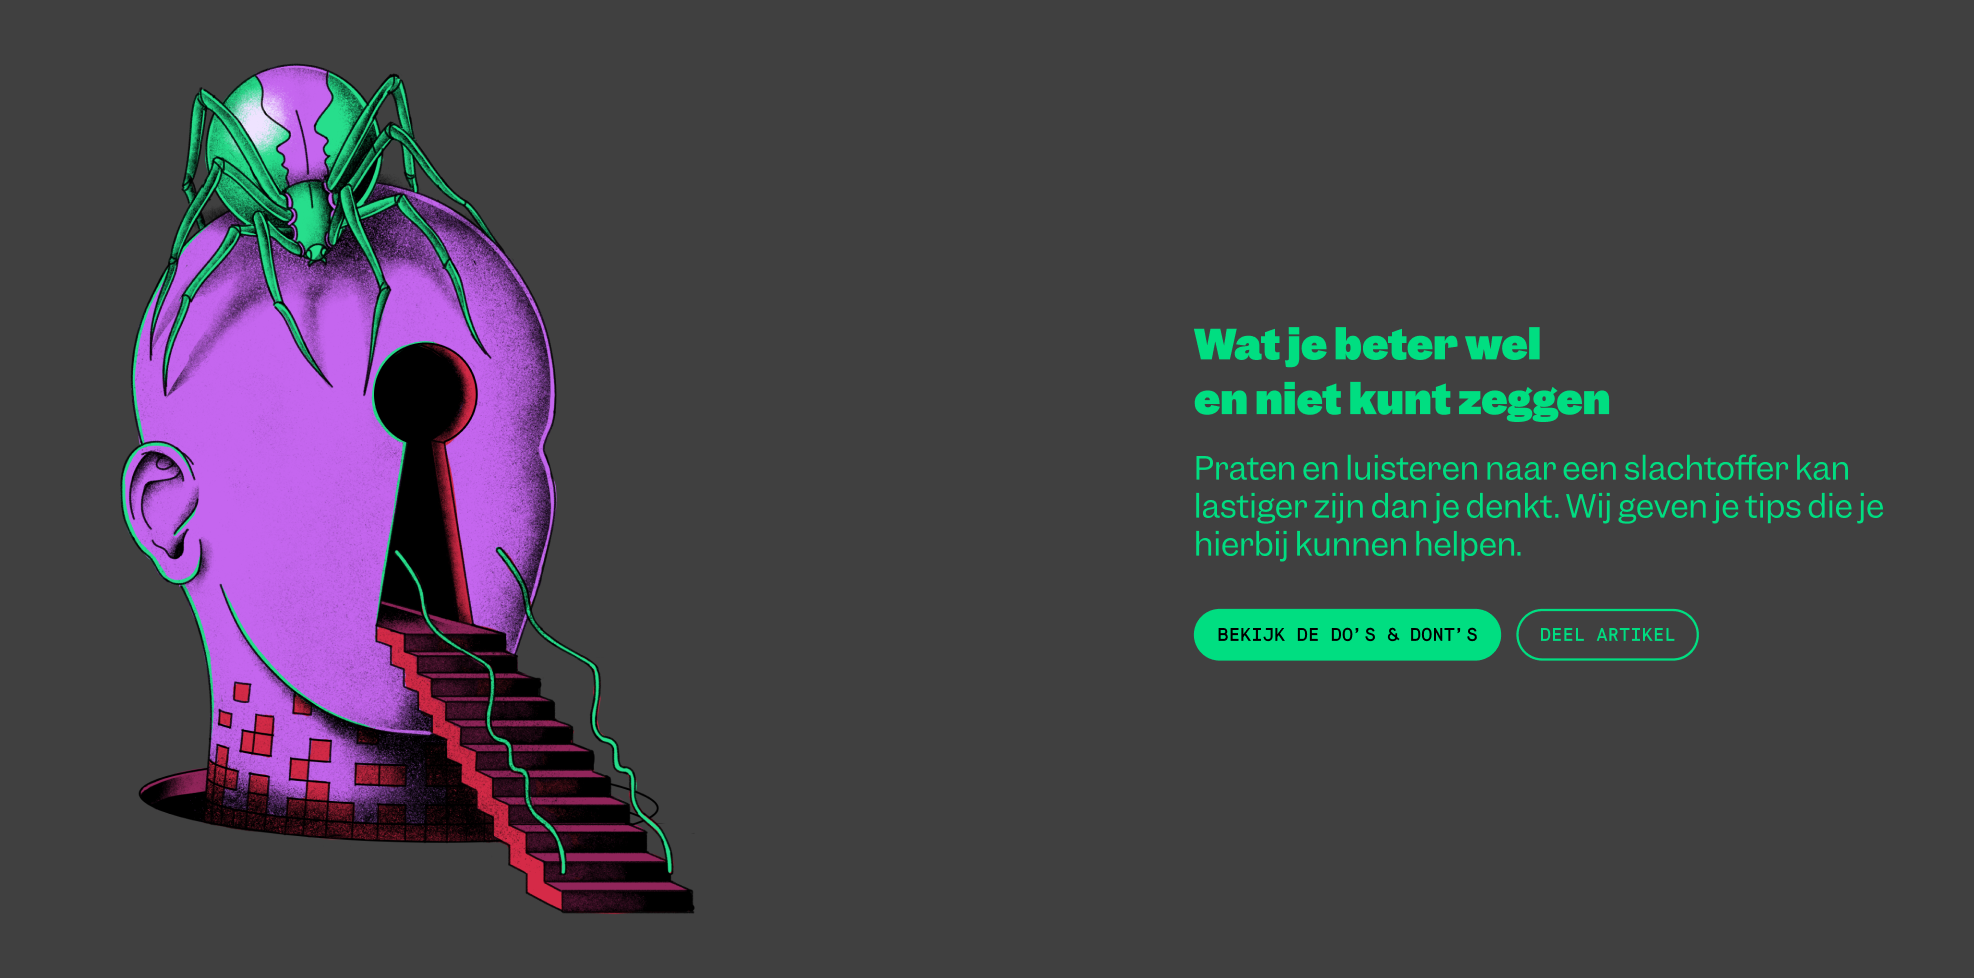 Wat je beter wel
en niet kunt zeggen
Praten en luisteren naar een slachtoffer kan
lastiger zijn dan je denkt. Wij geven je tips die je
hierbij kunnen helpen.
BEKIJK DE DO'S & DONT'S
DEEL ARTIKEL